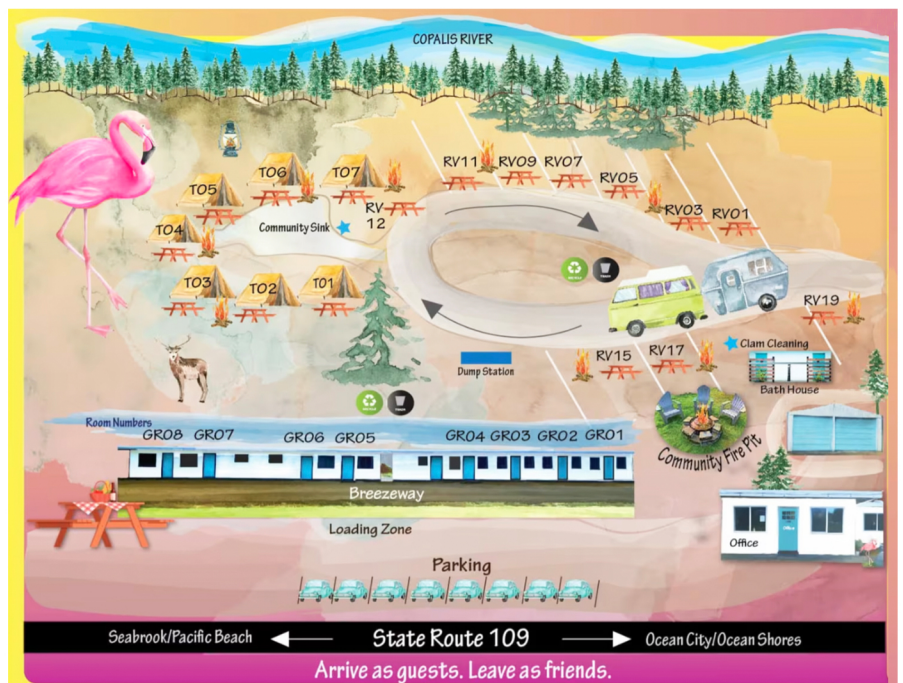 COPALIS RIVER
RV11
RV09
RV07
RV05
RV03
RV01
TO7
TO6
TO5
RV
12
Community Sink
TO4
TO3
TO2
TO1
RV19
RV15
RV17
Clam Cleaning
Bath House
Dump Station
Community Fire Pit
Room Numbers
GR08 GR07 GR06 GR05 GR04 GR03 GR02 GR01
Breezeway
Loading Zone
Office
Parking
Seabrook/Pacific Beach
State Route 109
Ocean City/Ocean Shores
Arrive as guests. Leave as friends.